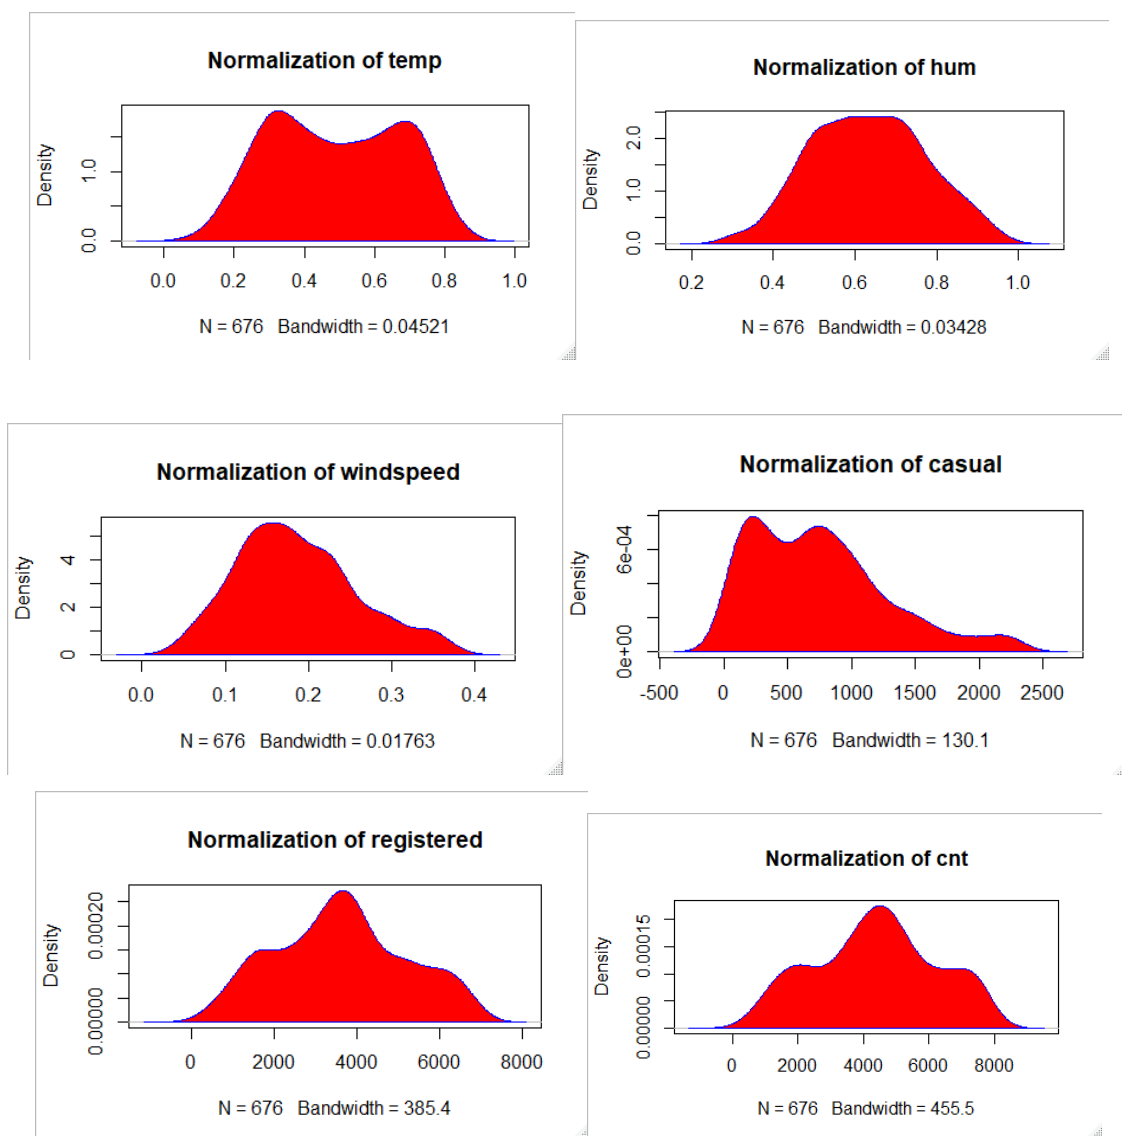 Normalization of temp
Density
0.0 1.0
0.0 0.2 0.4 0.6 0.8 1.0
N = 676 Bandwidth = 0.04521
Normalization of hum
Density
0.0 1.0 2.0
0.2 0.4 0.6 0.8 1.0
N = 676 Bandwidth = 0.03428
Normalization of windspeed
Density
0 2 4
0.0 0.1 0.2 0.3 0.4
N = 676 Bandwidth = 0.01763
Normalization of casual
Density
0e+00 6e-04
-500 0 500 1000 1500 2000 2500
N = 676 Bandwidth = 130.1
Normalization of registered
Density
0.00000 0.00020
0 2000 4000 6000 8000
N = 676 Bandwidth = 385.4
Normalization of cnt
Density
0.00000 0.00015
0 2000 4000 6000 8000
N = 676 Bandwidth = 455.5